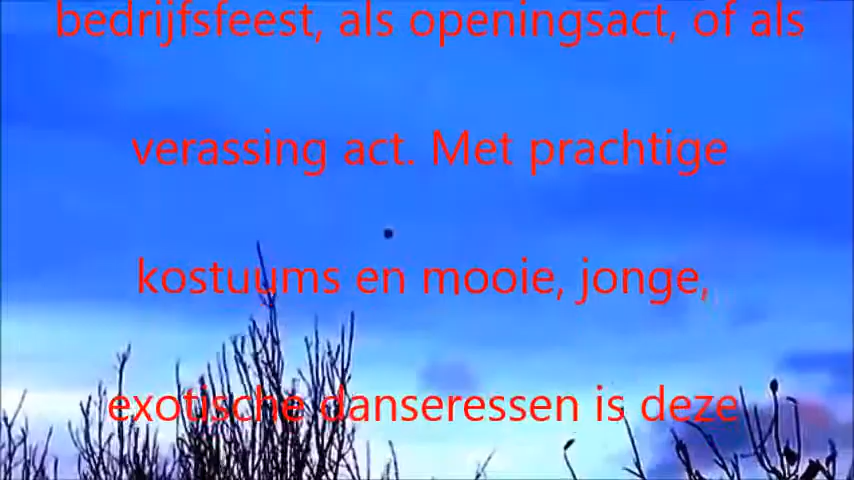 bedrijfsfeest, als openingsact, of als
verassing act. Met prachtige
kostuums en mooie, jonge,
exotische danseressen is deze